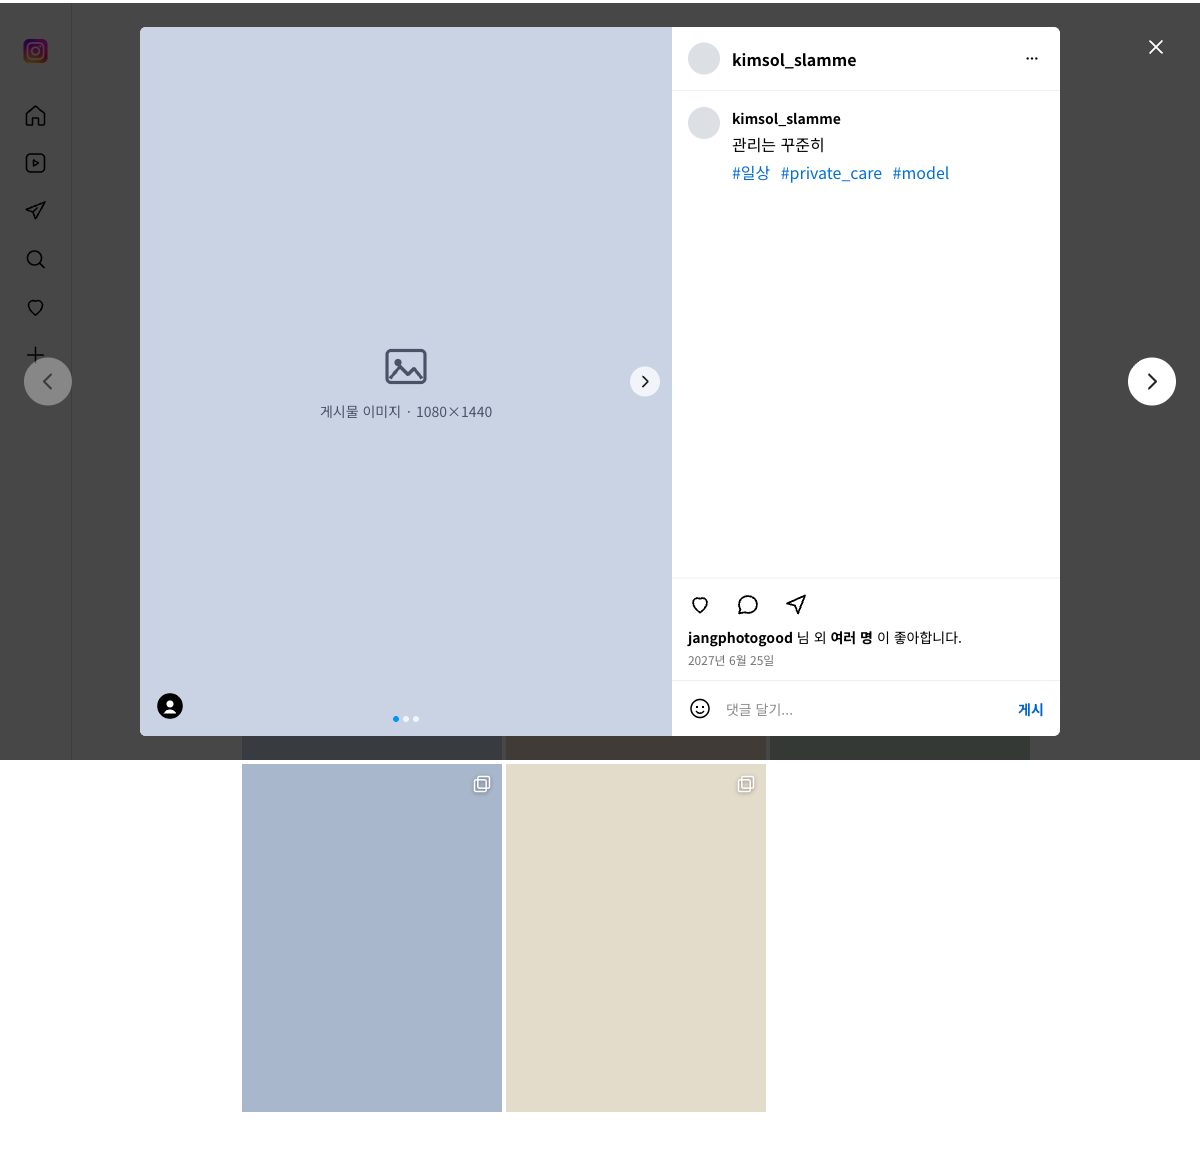 kimsol_slamme
kimsol_slamme
관리는 꾸준히
#일상 #private_care #model
게시물 이미지 · 1080×1440
jangphotogood 님 외 여러 명 이 좋아합니다.
2027년 6월 25일
댓글 달기...
게시